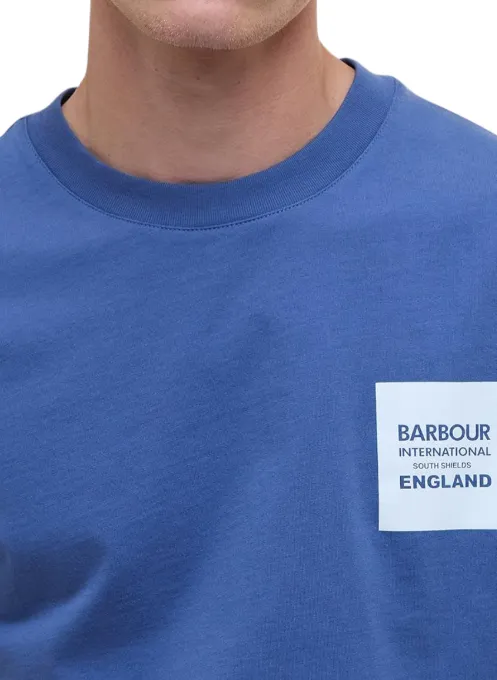 BARBOUR
INTERNATIONAL
SOUTH SHIELDS
ENGLAND